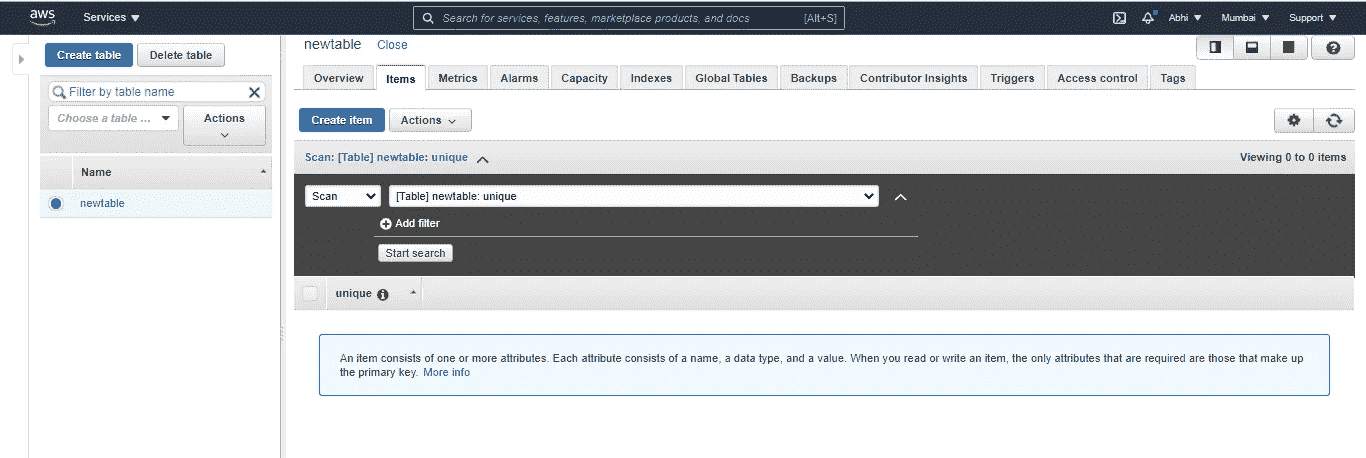 aws Services Search for services, features, marketplace products, and docs [Alt+S] Abhi Mumbai Support
Create table Delete table
Filter by table name
Choose a table ... Actions
Name
newtable
newtable Close
Overview Items Metrics Alarms Capacity Indexes Global Tables Backups Contributor Insights Triggers Access control Tags
Create item Actions
Scan: [Table] newtable: unique Viewing 0 to 0 items
Scan [Table] newtable: unique
Add filter
Start search
unique
An item consists of one or more attributes. Each attribute consists of a name, a data type, and a value. When you read or write an item, the only attributes that are required are those that make up
the primary key. More info